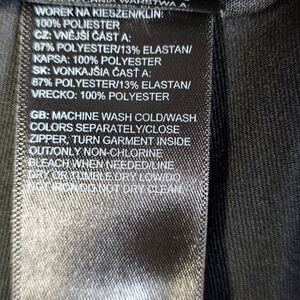 WARSTWA A:
WOREK NA KIESZEŃ/KLIN:
100% POLIESTER
CZ: VNĚJŠÍ ČÁST A:
87% POLYESTER/13% ELASTAN/
KAPSA: 100% POLYESTER
SK: VONKAJŠIA ČASŤ A:
87% POLYESTER/13% ELASTAN/
VRECKO: 100% POLYESTER
GB: MACHINE WASH COLD/WASH
COLORS SEPARATELY/CLOSE
ZIPPER, TURN GARMENT INSIDE
OUT/ONLY NON-CHLORINE
BLEACH WHEN NEEDED/LINE
DRY OR TUMBLE DRY LOW/DO
NOT IRON/DO NOT DRY CLEAN